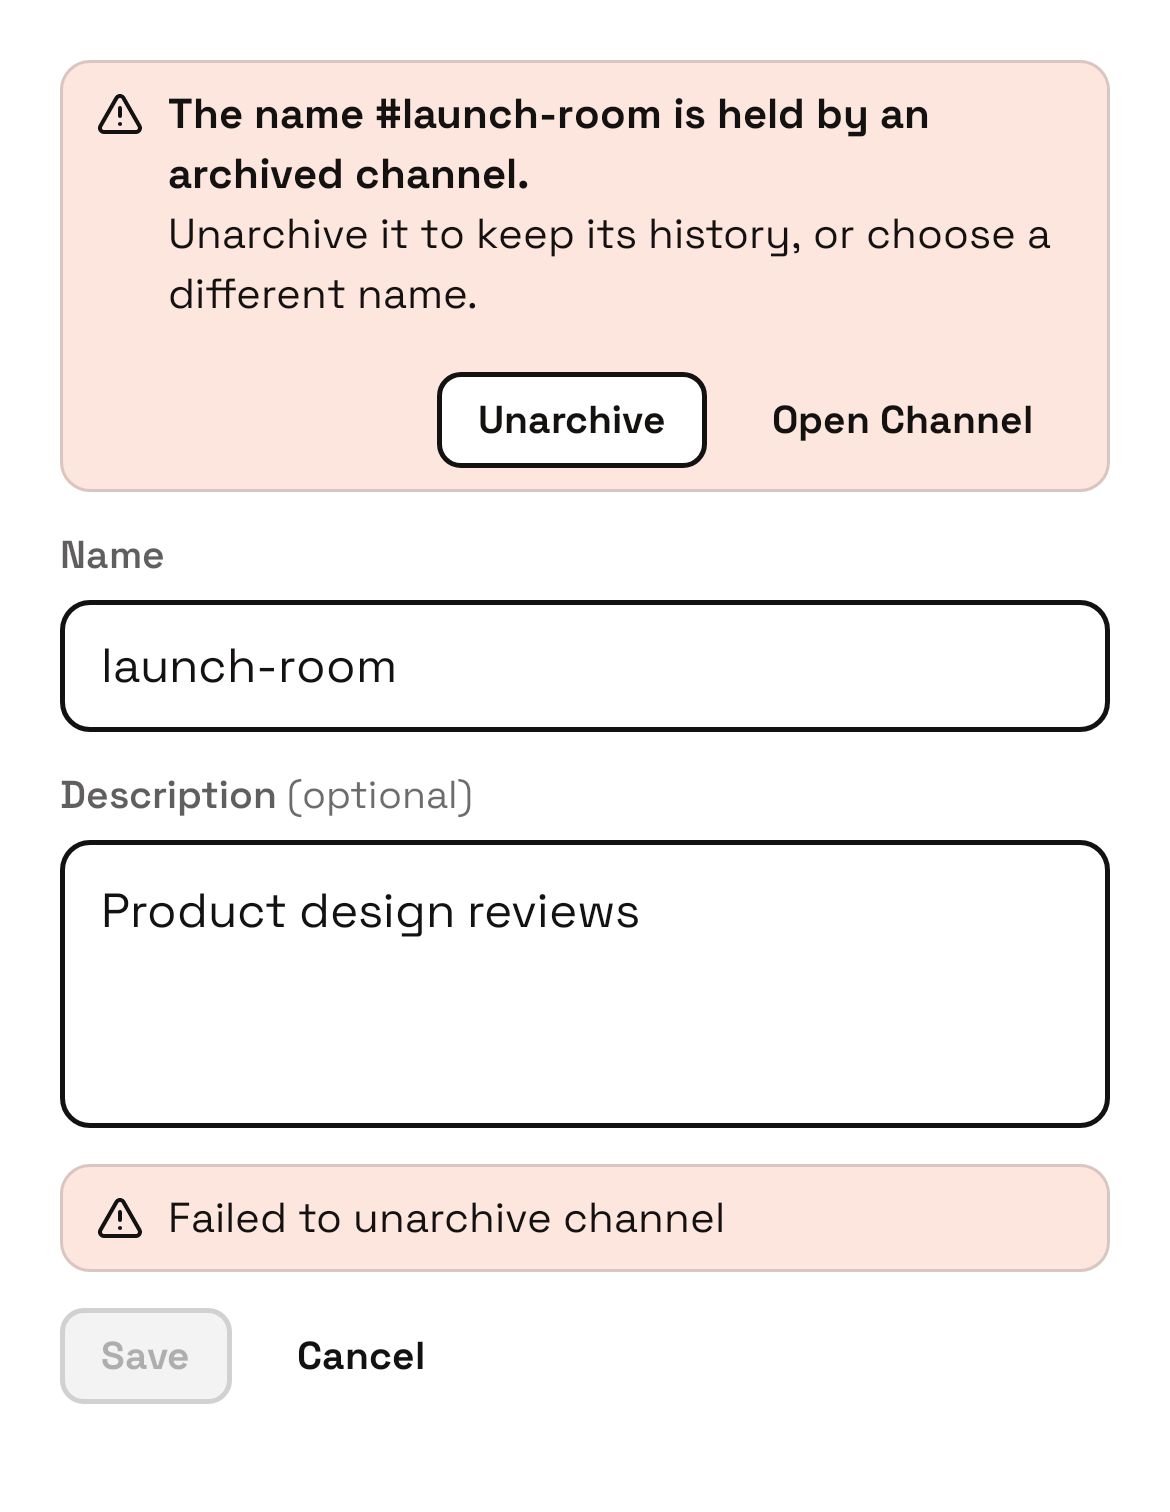 The name #launch-room is held by an
archived channel.
Unarchive it to keep its history, or choose a
different name.
Unarchive Open Channel
Name
launch-room
Description (optional)
Product design reviews
Failed to unarchive channel
Save Cancel